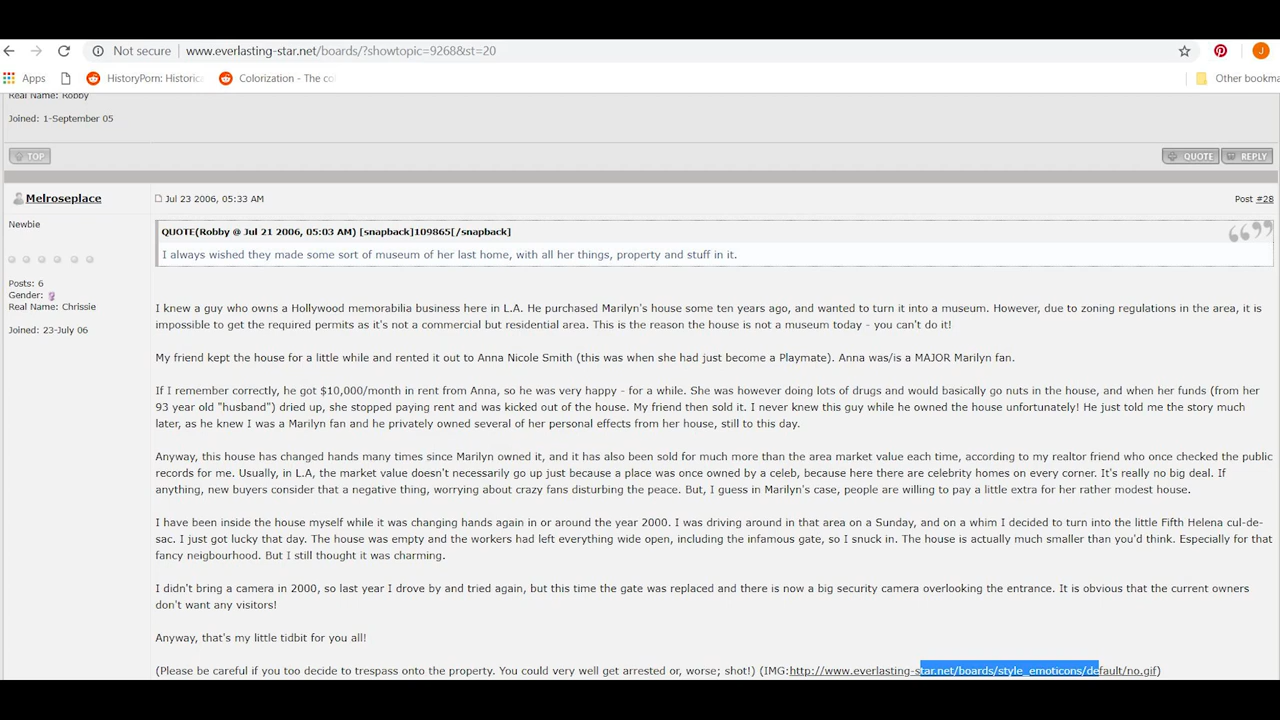 Not secure www.everlasting-star.net/boards/?showtopic=9268&st=20 J
Apps HistoryPorn: Historic Colorization - The co Other bookma
Real Name: Robby
Joined: 1-September 05
TOP QUOTE REPLY
Melroseplace Jul 23 2006, 05:33 AM Post #28
Newbie
QUOTE(Robby @ Jul 21 2006, 05:03 AM) [snapback]109865[/snapback]
I always wished they made some sort of museum of her last home, with all her things, property and stuff in it.
Posts: 6
Gender:
Real Name: Chrissie
Joined: 23-July 06
I knew a guy who owns a Hollywood memorabilia business here in L.A. He purchased Marilyn's house some ten years ago, and wanted to turn it into a museum. However, due to zoning regulations in the area, it is
impossible to get the required permits as it's not a commercial but residential area. This is the reason the house is not a museum today - you can't do it!
My friend kept the house for a little while and rented it out to Anna Nicole Smith (this was when she had just become a Playmate). Anna was/is a MAJOR Marilyn fan.
If I remember correctly, he got $10,000/month in rent from Anna, so he was very happy - for a while. She was however doing lots of drugs and would basically go nuts in the house, and when her funds (from her
93 year old "husband") dried up, she stopped paying rent and was kicked out of the house. My friend then sold it. I never knew this guy while he owned the house unfortunately! He just told me the story much
later, as he knew I was a Marilyn fan and he privately owned several of her personal effects from her house, still to this day.
Anyway, this house has changed hands many times since Marilyn owned it, and it has also been sold for much more than the area market value each time, according to my realtor friend who once checked the public
records for me. Usually, in L.A, the market value doesn't necessarily go up just because a place was once owned by a celeb, because here there are celebrity homes on every corner. It's really no big deal. If
anything, new buyers consider that a negative thing, worrying about crazy fans disturbing the peace. But, I guess in Marilyn's case, people are willing to pay a little extra for her rather modest house.
I have been inside the house myself while it was changing hands again in or around the year 2000. I was driving around in that area on a Sunday, and on a whim I decided to turn into the little Fifth Helena cul-de-
sac. I just got lucky that day. The house was empty and the workers had left everything wide open, including the infamous gate, so I snuck in. The house is actually much smaller than you'd think. Especially for that
fancy neigbourhood. But I still thought it was charming.
I didn't bring a camera in 2000, so last year I drove by and tried again, but this time the gate was replaced and there is now a big security camera overlooking the entrance. It is obvious that the current owners
don't want any visitors!
Anyway, that's my little tidbit for you all!
(Please be careful if you too decide to trespass onto the property. You could very well get arrested or, worse; shot!) (IMG:http://www.everlasting-star.net/boards/style_emoticons/default/no.gif)